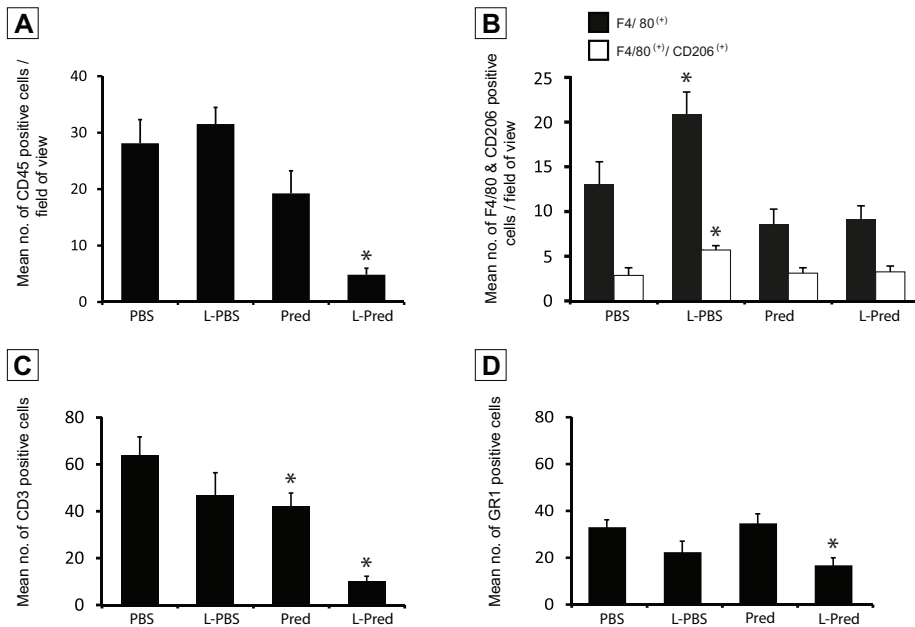 A
Mean no. of CD45 positive cells /
field of view
40
30
20
10
0
*
PBS
L-PBS
Pred
L-Pred
B
F4/ 80(+)
F4/80(+)/ CD206(+)
Mean no. of F4/80 & CD206 positive
cells / field of view
25
20
15
10
5
0
*
*
PBS
L-PBS
Pred
L-Pred
C
Mean no. of CD3 positive cells
80
60
40
20
0
*
*
PBS
L-PBS
Pred
L-Pred
D
Mean no. of GR1 positive cells
80
60
40
20
0
*
PBS
L-PBS
Pred
L-Pred